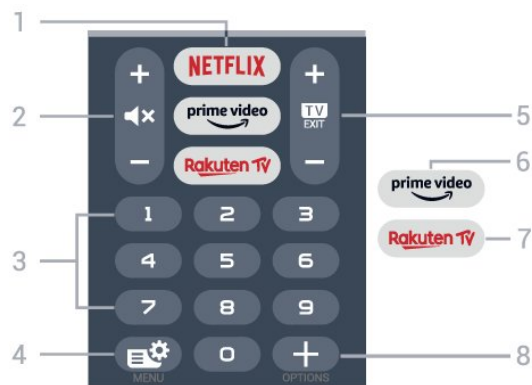 1
NETFLIX
2
prime video
TV
EXIT
5
6
prime video
Rakuten TV
Rakuten TV
7
3
1 2 3
4 5 6
7 8 9
4
MENU
0
+
OPTIONS
8